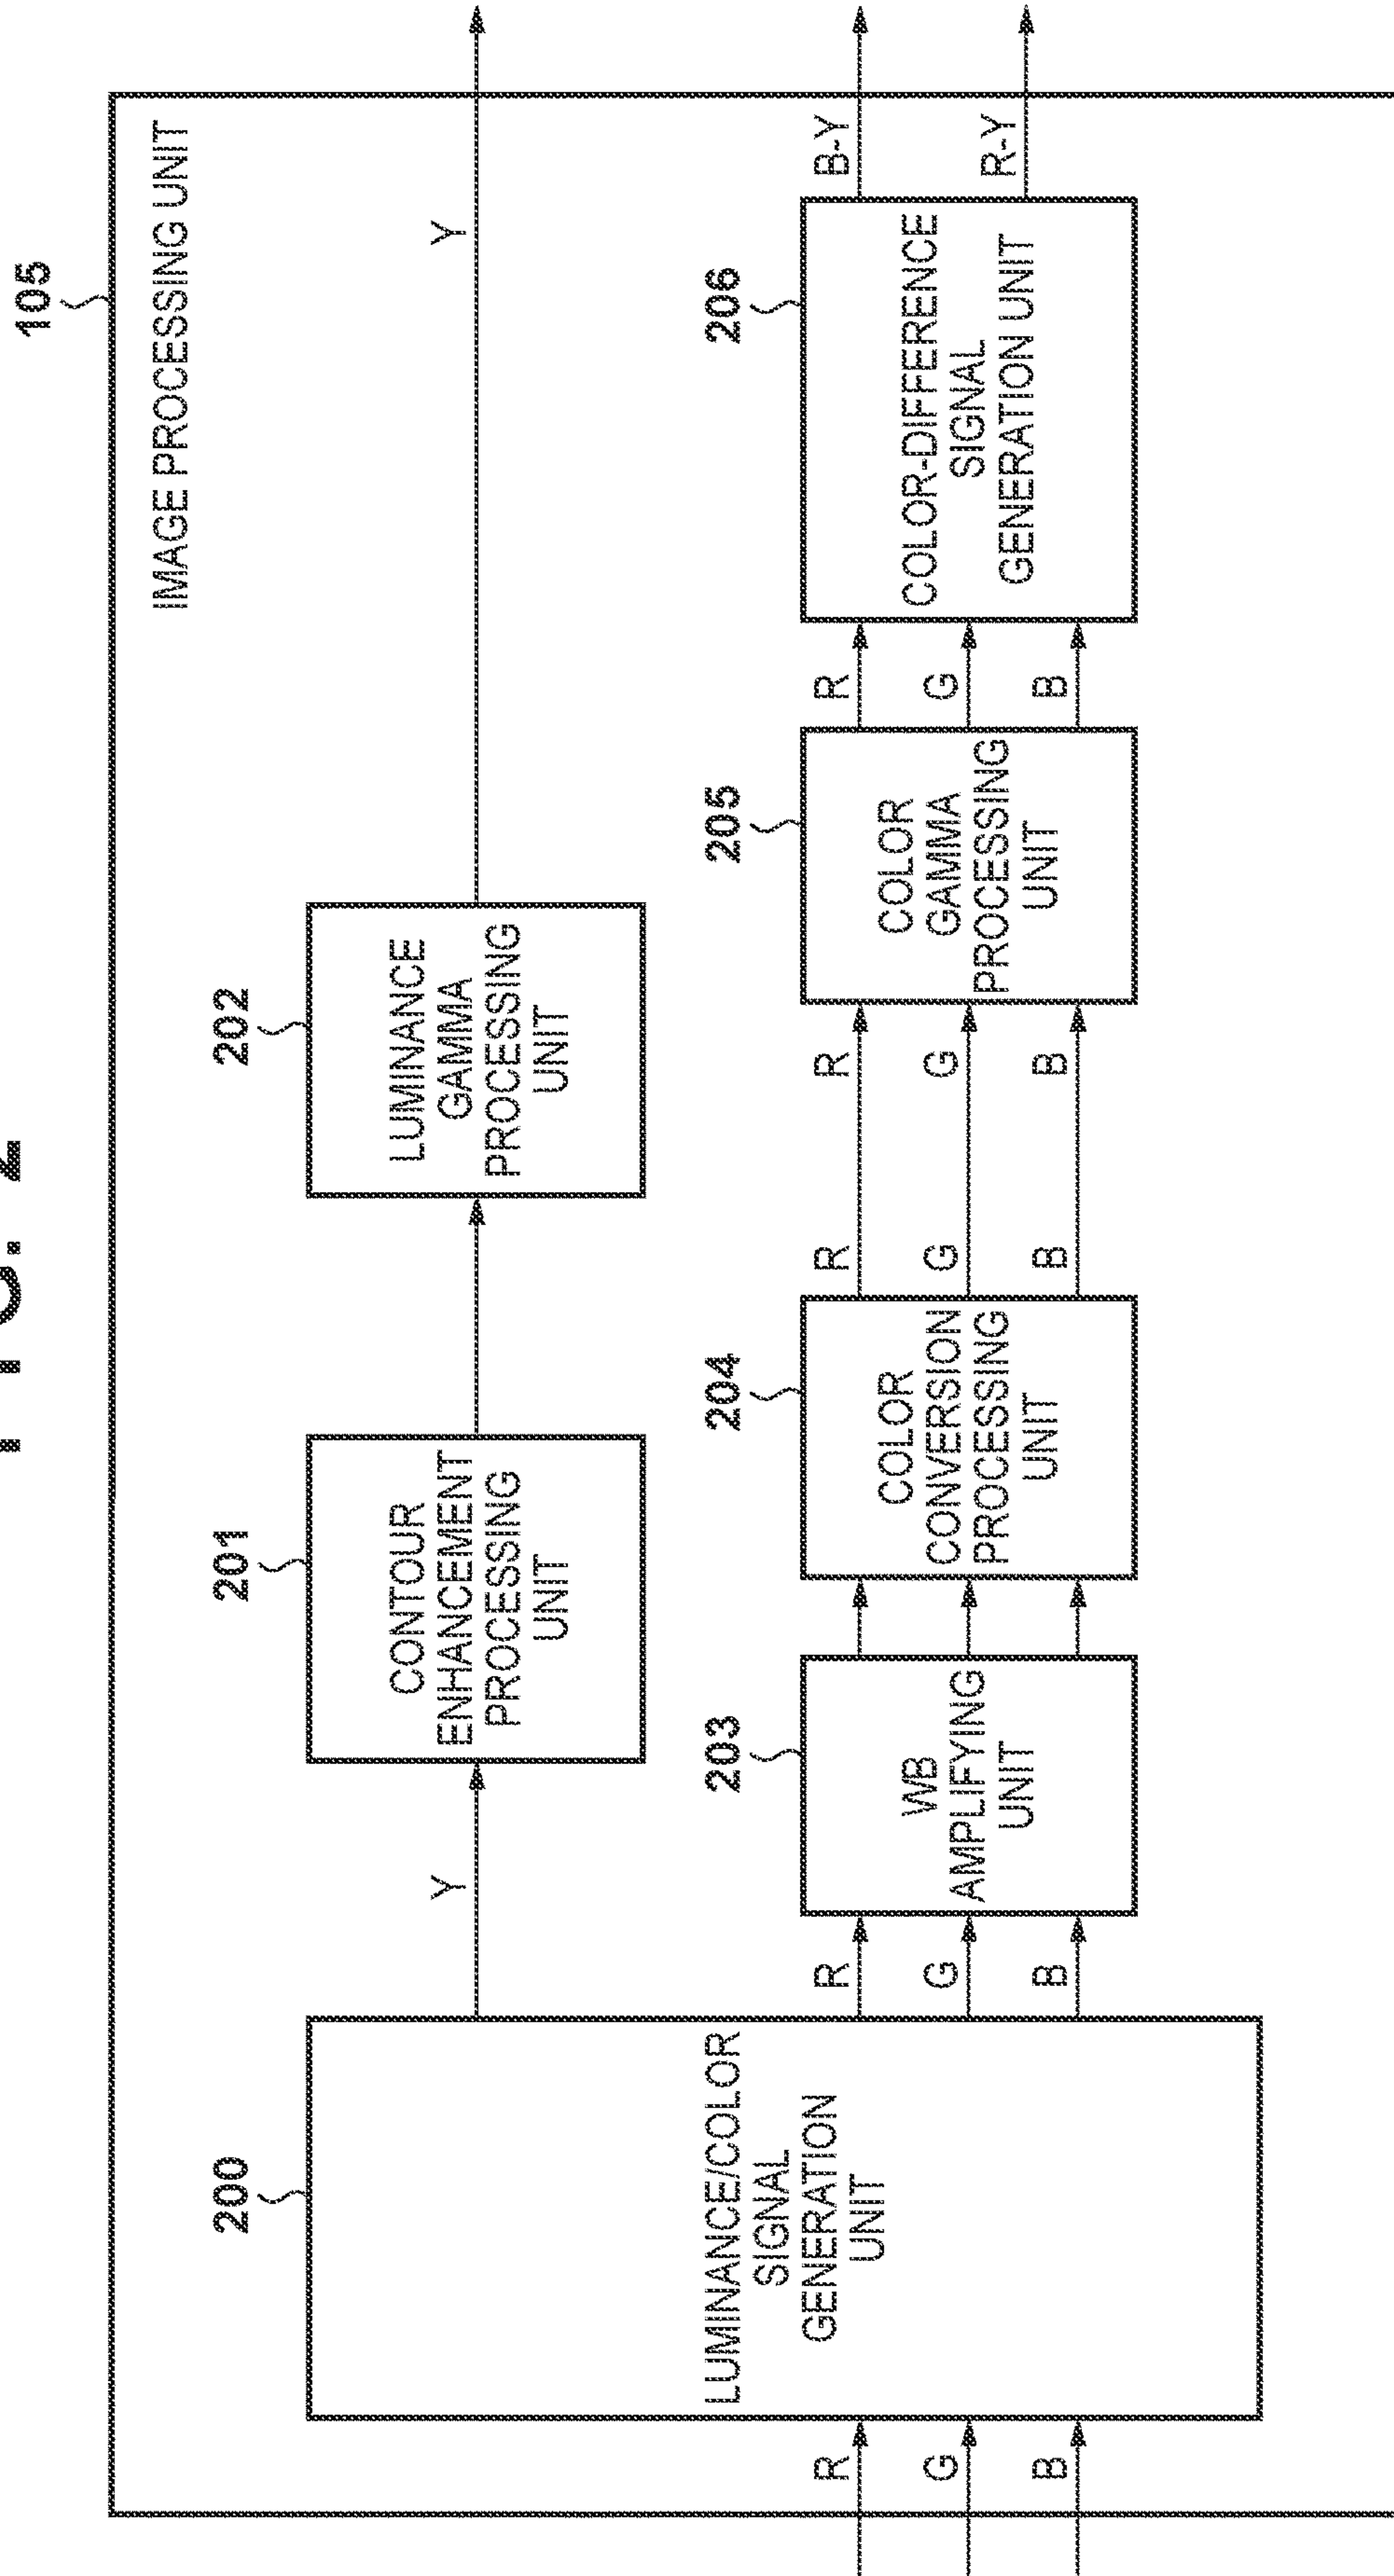 FIG. 2
105
IMAGE PROCESSING UNIT
200
LUMINANCE/COLOR
SIGNAL
GENERATION
UNIT
201
CONTOUR
ENHANCEMENT
PROCESSING
UNIT
202
LUMINANCE
GAMMA
PROCESSING
UNIT
Y
Y
203
WB
AMPLIFYING
UNIT
204
COLOR
CONVERSION
PROCESSING
UNIT
205
COLOR
GAMMA
PROCESSING
UNIT
206
COLOR-DIFFERENCE
SIGNAL
GENERATION UNIT
R
R
R
R
R
B-Y
G
G
G
G
G
R-Y
B
B
B
B
B